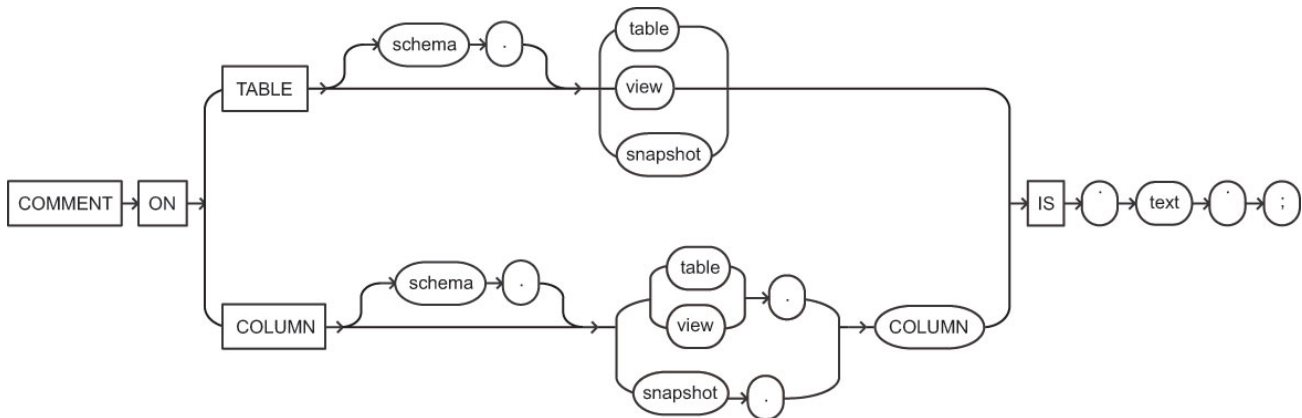 table
schema .
TABLE view
snapshot
COMMENT ON IS ' text ' ;
table
schema . .
COLUMN view COLUMN
snapshot .